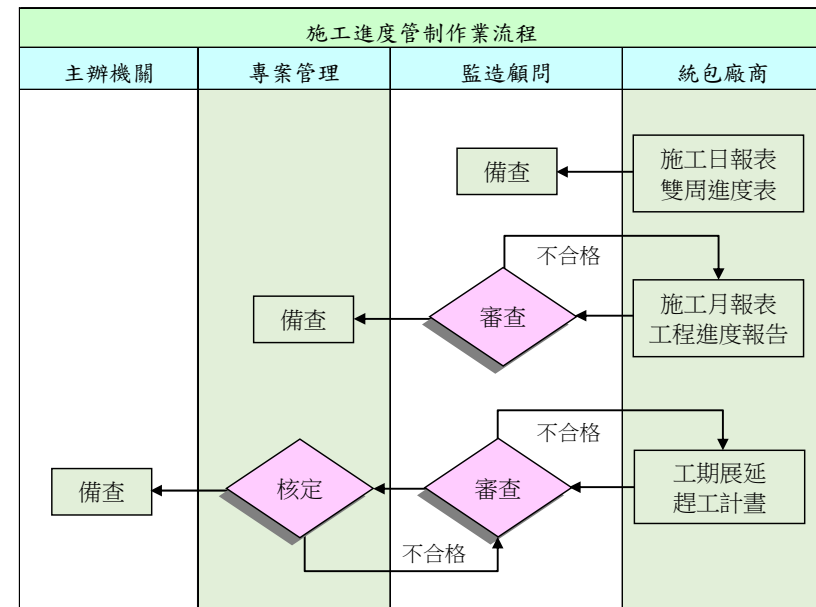 施工進度管制作業流程
主辦機關
專案管理
監造顧問
統包廠商
備查
施工日報表
雙周進度表
不合格
備查
審查
施工月報表
工程進度報告
不合格
備查
核定
審查
工期展延
趕工計畫
不合格